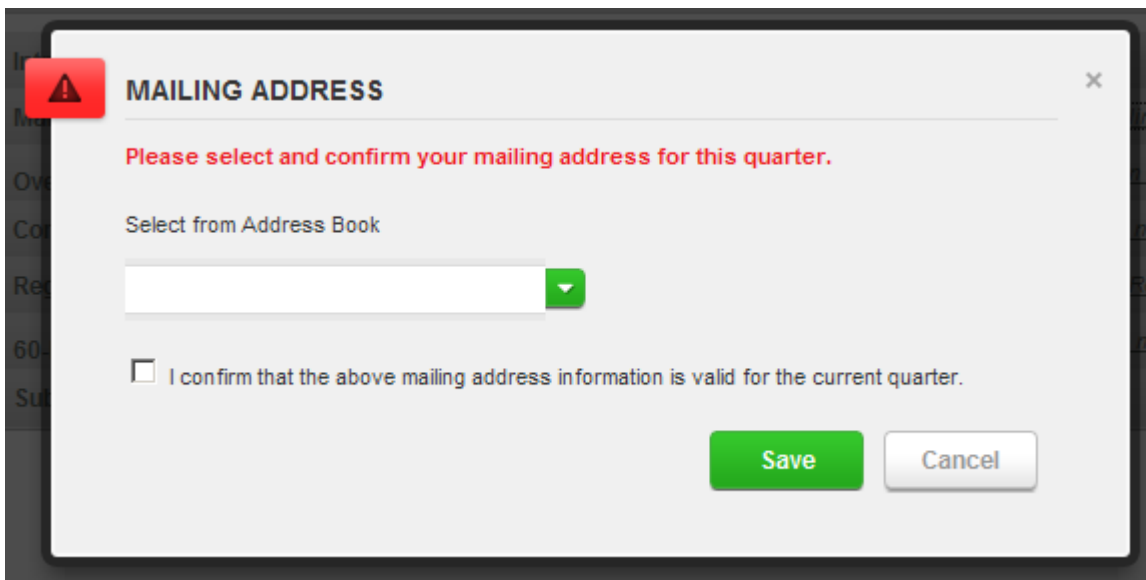 MAILING ADDRESS
Please select and confirm your mailing address for this quarter.
Select from Address Book
I confirm that the above mailing address information is valid for the current quarter.
Save
Cancel